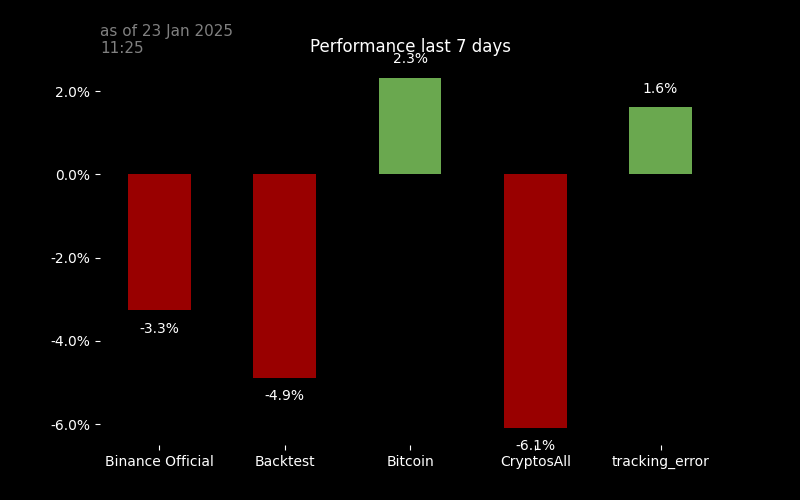 as of 23 Jan 2025
11:25
Performance last 7 days
2.3%
2.0%
1.6%
0.0%
-2.0%
-3.3%
-4.0%
-4.9%
-6.0%
-6.1%
Binance Official
Backtest
Bitcoin
CryptosAll
tracking_error